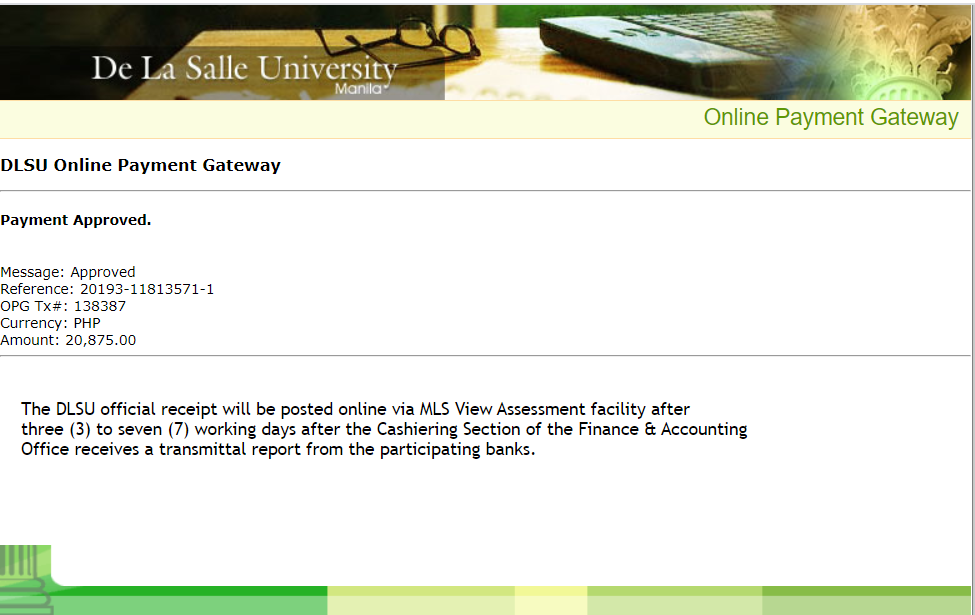 De La Salle University
Manila
Online Payment Gateway
DLSU Online Payment Gateway
Payment Approved.
Message: Approved
Reference: 20193-11813571-1
OPG Tx#: 138387
Currency: PHP
Amount: 20,875.00
The DLSU official receipt will be posted online via MLS View Assessment facility after
three (3) to seven (7) working days after the Cashiering Section of the Finance & Accounting
Office receives a transmittal report from the participating banks.